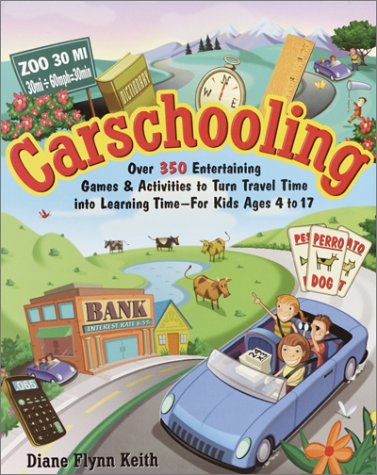 ZOO 30 MI
30mi÷60mph=30min
DICTIONARY
N
W
E
S
Carschooling
Over 350 Entertaining
Games & Activities to Turn Travel Time
into Learning Time—For Kids Ages 4 to 17
PERRO
DOG
BANK
.065
Diane Flynn Keith